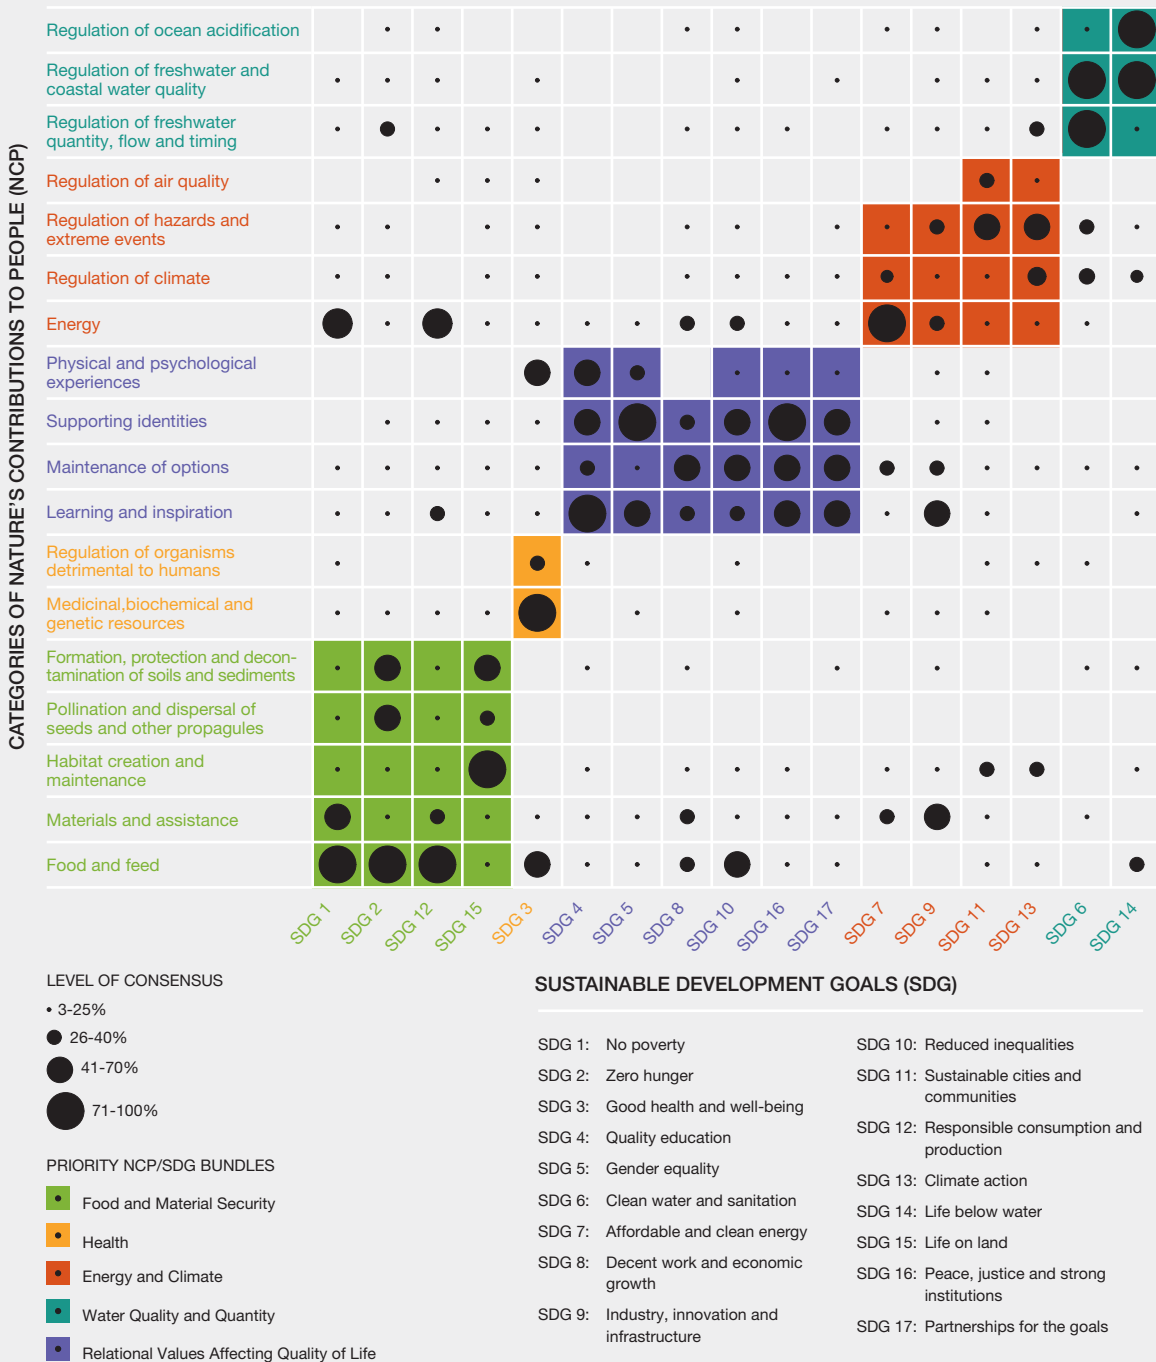 CATEGORIES OF NATURE'S CONTRIBUTIONS TO PEOPLE (NCP)
Regulation of ocean acidification
Regulation of freshwater and
coastal water quality
Regulation of freshwater
quantity, flow and timing
Regulation of air quality
Regulation of hazards and
extreme events
Regulation of climate
Energy
Physical and psychological
experiences
Supporting identities
Maintenance of options
Learning and inspiration
Regulation of organisms
detrimental to humans
Medicinal,biochemical and
genetic resources
Formation, protection and decon-
tamination of soils and sediments
Pollination and dispersal of
seeds and other propagules
Habitat creation and
maintenance
Materials and assistance
Food and feed
SDG 1
SDG 2
SDG 12
SDG 15
SDG 3
SDG 4
SDG 5
SDG 8
SDG 10
SDG 16
SDG 17
SDG 7
SDG 9
SDG 11
SDG 13
SDG 6
SDG 14
LEVEL OF CONSENSUS
3-25%
26-40%
41-70%
71-100%
PRIORITY NCP/SDG BUNDLES
Food and Material Security
Health
Energy and Climate
Water Quality and Quantity
Relational Values Affecting Quality of Life
SUSTAINABLE DEVELOPMENT GOALS (SDG)
SDG 1: No poverty
SDG 2: Zero hunger
SDG 3: Good health and well-being
SDG 4: Quality education
SDG 5: Gender equality
SDG 6: Clean water and sanitation
SDG 7: Affordable and clean energy
SDG 8: Decent work and economic
growth
SDG 9: Industry, innovation and
infrastructure
SDG 10: Reduced inequalities
SDG 11: Sustainable cities and
communities
SDG 12: Responsible consumption and
production
SDG 13: Climate action
SDG 14: Life below water
SDG 15: Life on land
SDG 16: Peace, justice and strong
institutions
SDG 17: Partnerships for the goals